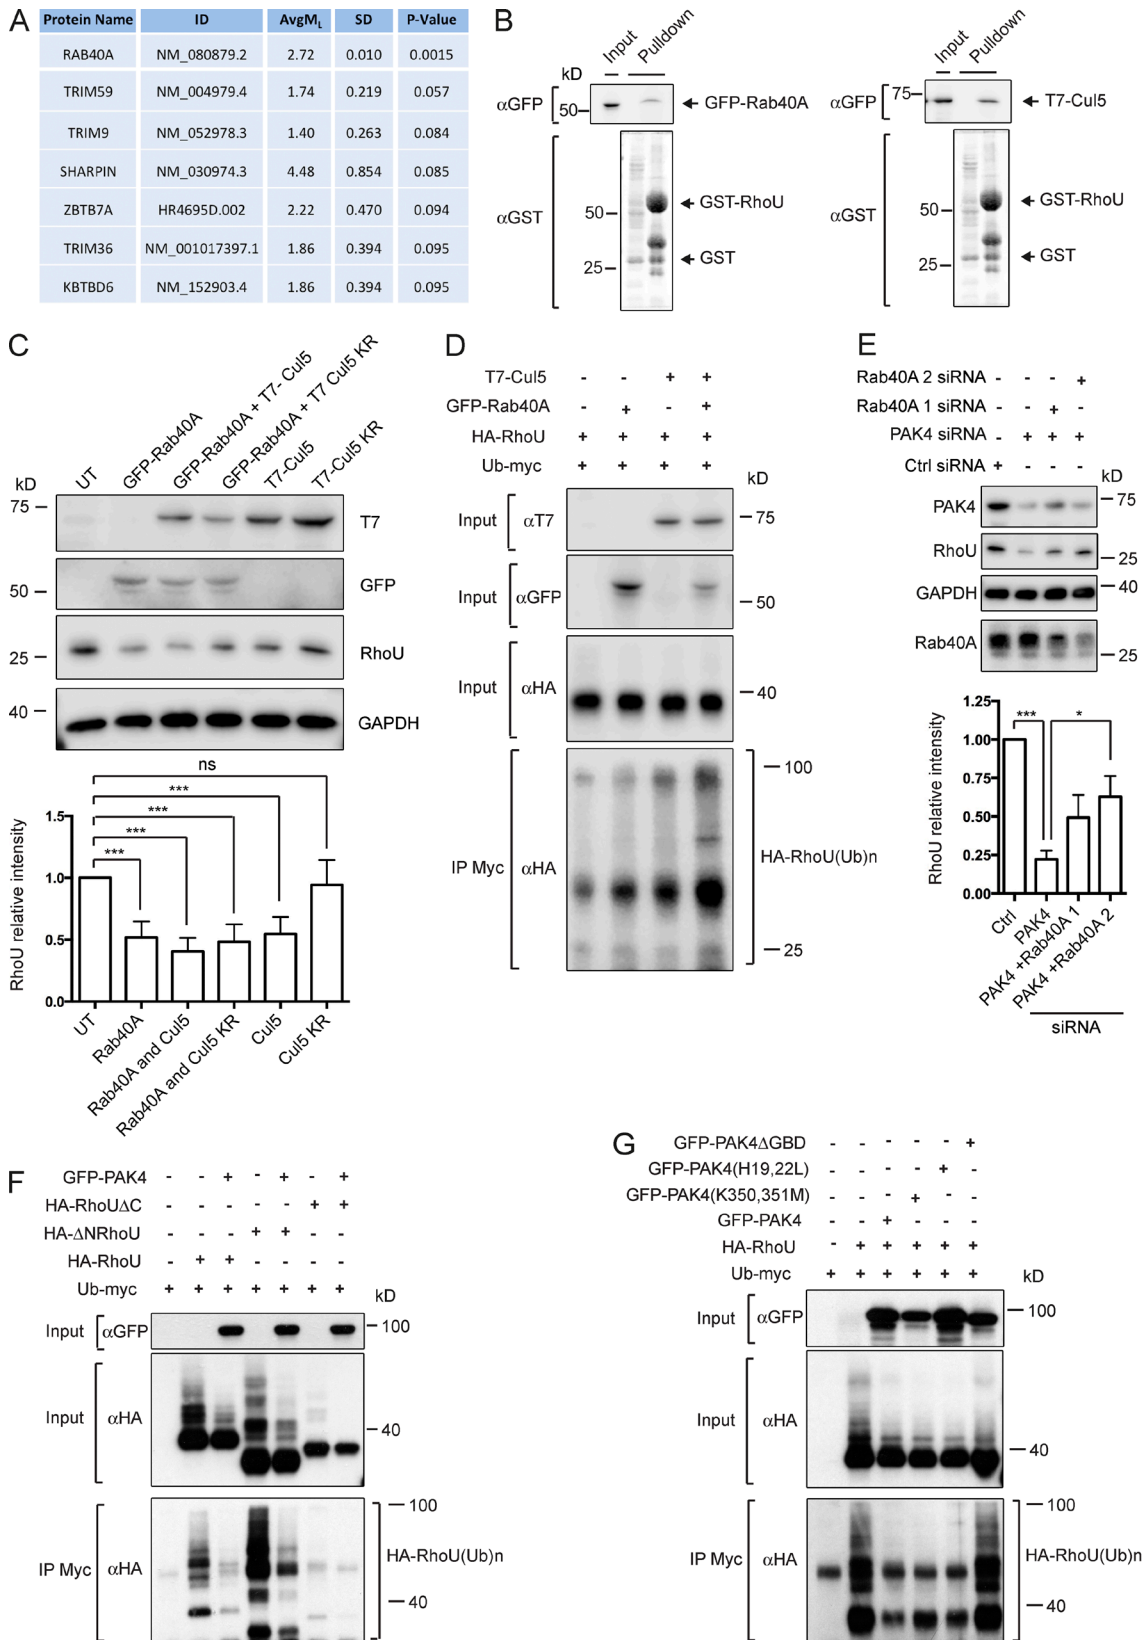 A
Protein Name ID AvgML SD P-Value
RAB40A NM_080879.2 2.72 0.010 0.0015
TRIM59 NM_004979.4 1.74 0.219 0.057
TRIM9 NM_052978.3 1.40 0.263 0.084
SHARPIN NM_030974.3 4.48 0.854 0.085
ZBTB7A HR4695D.002 2.22 0.470 0.094
TRIM36 NM_001017397.1 1.86 0.394 0.095
KBTBD6 NM_152903.4 1.86 0.394 0.095
B
Input Pulldown
kD
αGFP 50 GFP-Rab40A
αGST 50 GST-RhoU
25 GST
Input Pulldown
αGFP 75 T7-Cul5
αGST 50 GST-RhoU
25 GST
C
kD UT GFP-Rab40A GFP-Rab40A + T7- Cul5 GFP-Rab40A + T7 Cul5 KR T7-Cul5 T7-Cul5 KR
75 T7
50 GFP
25 RhoU
40 GAPDH
ns
***
***
***
***
RhoU relative intensity
1.5
1.0
0.5
0.0
UT Rab40A Rab40A and Cul5 Rab40A and Cul5 KR Cul5 Cul5 KR
D
T7-Cul5 - - + +
GFP-Rab40A - + - +
HA-RhoU + + + +
Ub-myc + + + +
kD
Input αT7 75
Input αGFP 50
Input αHA 40
IP Myc αHA 100
HA-RhoU(Ub)n
25
E
Rab40A 2 siRNA - - - +
Rab40A 1 siRNA - - + -
PAK4 siRNA - + + +
Ctrl siRNA + - - -
kD
PAK4 75
RhoU 25
GAPDH 40
Rab40A 25
*** *
RhoU relative intensity
1.25
1.00
0.75
0.50
0.25
0.00
Ctrl PAK4 PAK4 +Rab40A 1 PAK4 +Rab40A 2
siRNA
F
GFP-PAK4 - - + - + - +
HA-RhoUΔC - - - - - + +
HA-ΔNRhoU - - - + + - -
HA-RhoU - + + - - - -
Ub-myc + + + + + + +
kD
Input αGFP 100
Input αHA 40
IP Myc αHA 100
HA-RhoU(Ub)n
40
G
GFP-PAK4ΔGBD - - - - - +
GFP-PAK4(H19,22L) - - - - + -
GFP-PAK4(K350,351M) - - - + - -
GFP-PAK4 - - + - - -
HA-RhoU - + + + + +
Ub-myc + + + + + +
kD
Input αGFP 100
Input αHA 40
IP Myc αHA 100
HA-RhoU(Ub)n
40